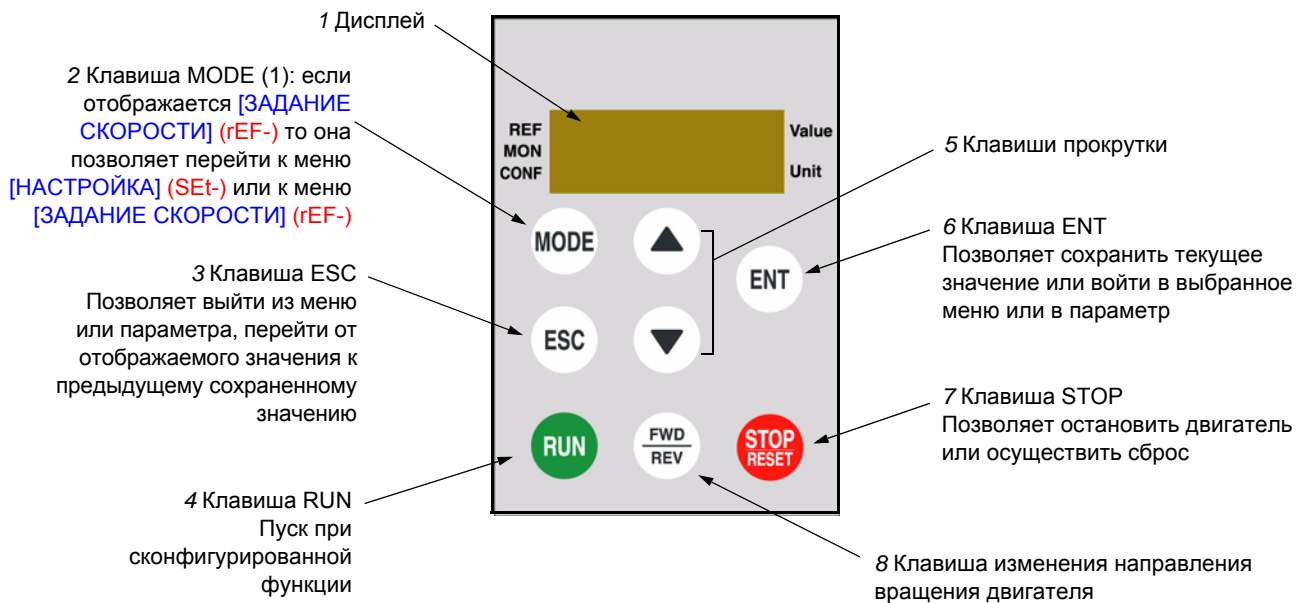 1 Дисплей
2 Клавиша MODE (1): если
отображается [ЗАДАНИЕ
СКОРОСТИ] (rEF-) то она
позволяет перейти к меню
[НАСТРОЙКА] (SEt-) или к меню
[ЗАДАНИЕ СКОРОСТИ] (rEF-)
3 Клавиша ESC
Позволяет выйти из меню
или параметра, перейти от
отображаемого значения к
предыдущему сохраненному
значению
4 Клавиша RUN
Пуск при
сконфигурированной
функции
REF
MON
CONF
Value
Unit
MODE
ENT
ESC
RUN
FWD
REV
STOP
RESET
5 Клавиши прокрутки
6 Клавиша ENT
Позволяет сохранить текущее
значение или войти в выбранное
меню или в параметр
7 Клавиша STOP
Позволяет остановить двигатель
или осуществить сброс
8 Клавиша изменения направления
вращения двигателя